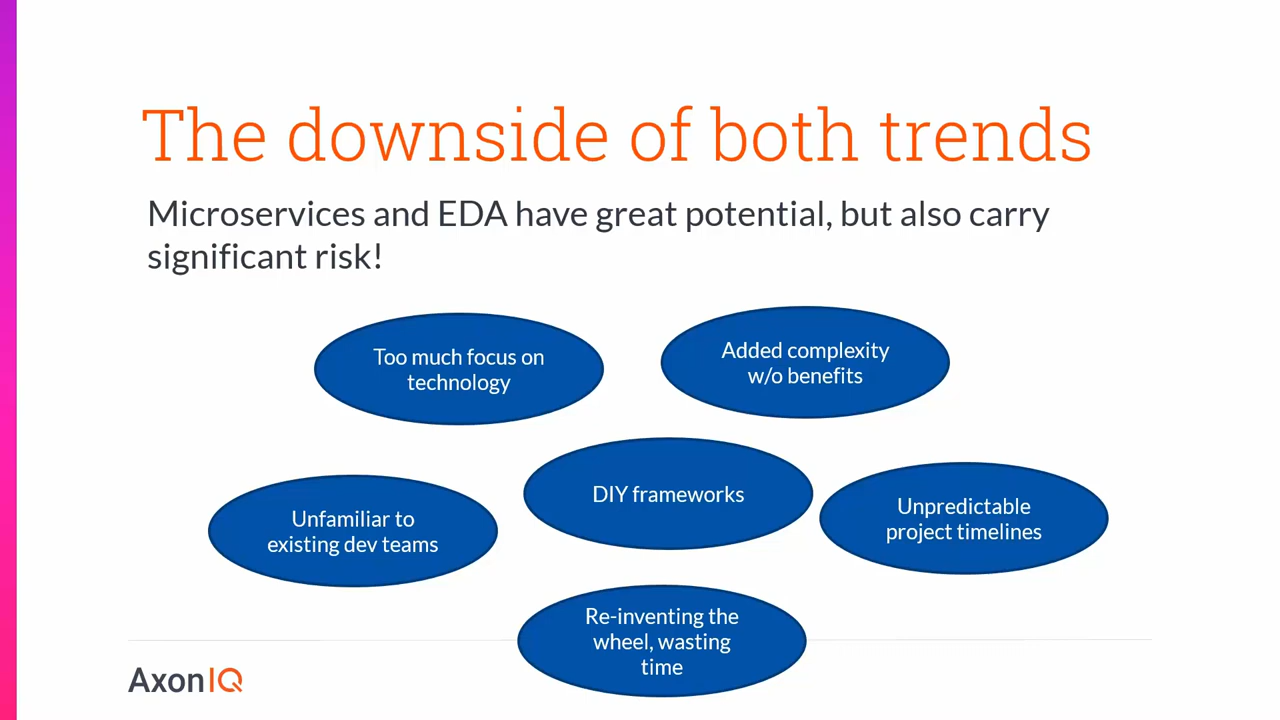 The downside of both trends
Microservices and EDA have great potential, but also carry
significant risk!
Too much focus on
technology
Added complexity
w/o benefits
DIY frameworks
Unfamiliar to
existing dev teams
Unpredictable
project timelines
Re-inventing the
wheel, wasting
time
AxonIQ